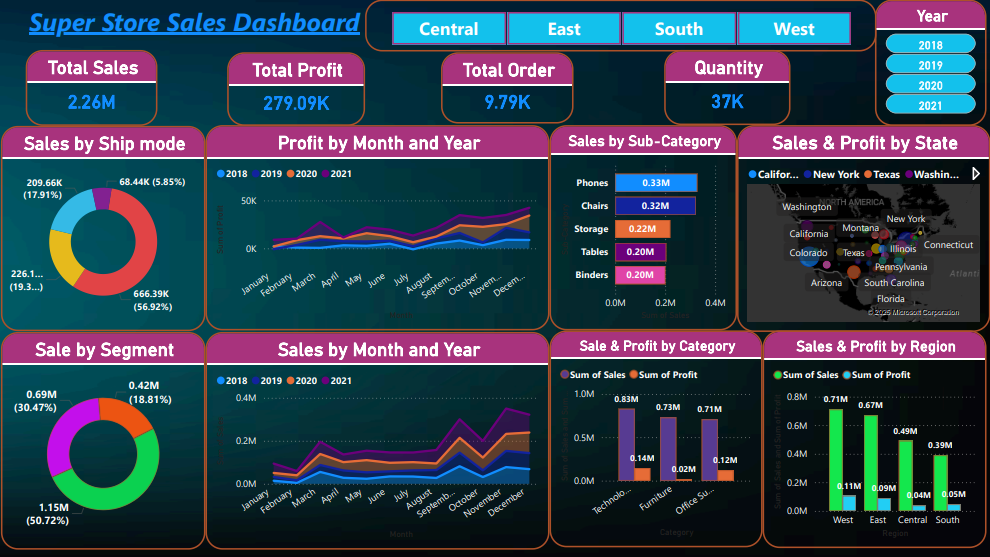 Super Store Sales Dashboard
Central
East
South
West
Year
2018
2019
2020
2021
Total Sales
2.26M
Total Profit
279.09K
Total Order
9.79K
Quantity
37K
Sales by Ship mode
209.66K
(17.91%)
68.44K (5.85%)
226.1...
(19.3...)
666.39K
(56.92%)
Profit by Month and Year
2018 2019 2020 2021
50K
0K
Sum of Profit
January
February
March
April
May
June
July
August
Septem...
October
Novem...
Decem...
Month
Sales by Sub-Category
Phones 0.33M
Chairs 0.32M
Storage 0.22M
Tables 0.20M
Binders 0.20M
0.0M 0.2M 0.4M
Sum of Sales
Sales & Profit by State
Califor... New York Texas Washin...
NORTH AMERICA
Washington
Montana
New York
California
Connecticut
Colorado
Texas
Illinois
Pennsylvania
Arizona
South Carolina
Florida
Atlanti
© 2025 Microsoft Corporation
Sale by Segment
0.69M
(30.47%)
0.42M
(18.81%)
1.15M
(50.72%)
Sales by Month and Year
2018 2019 2020 2021
0.4M
0.2M
0.0M
January
February
March
April
May
June
July
August
Septem...
October
November
December
Month
Sale & Profit by Category
Sum of Sales Sum of Profit
1.0M
0.5M
0.0M
0.83M
0.14M
0.73M
0.02M
0.71M
0.12M
Technolo...
Furniture
Office Su...
Category
Sales & Profit by Region
Sum of Sales Sum of Profit
0.8M
0.6M
0.4M
0.2M
0.0M
Sum of Sales and Sum of Profit
0.71M
0.11M
0.67M
0.09M
0.49M
0.04M
0.39M
0.05M
West
East
Central
South
Region